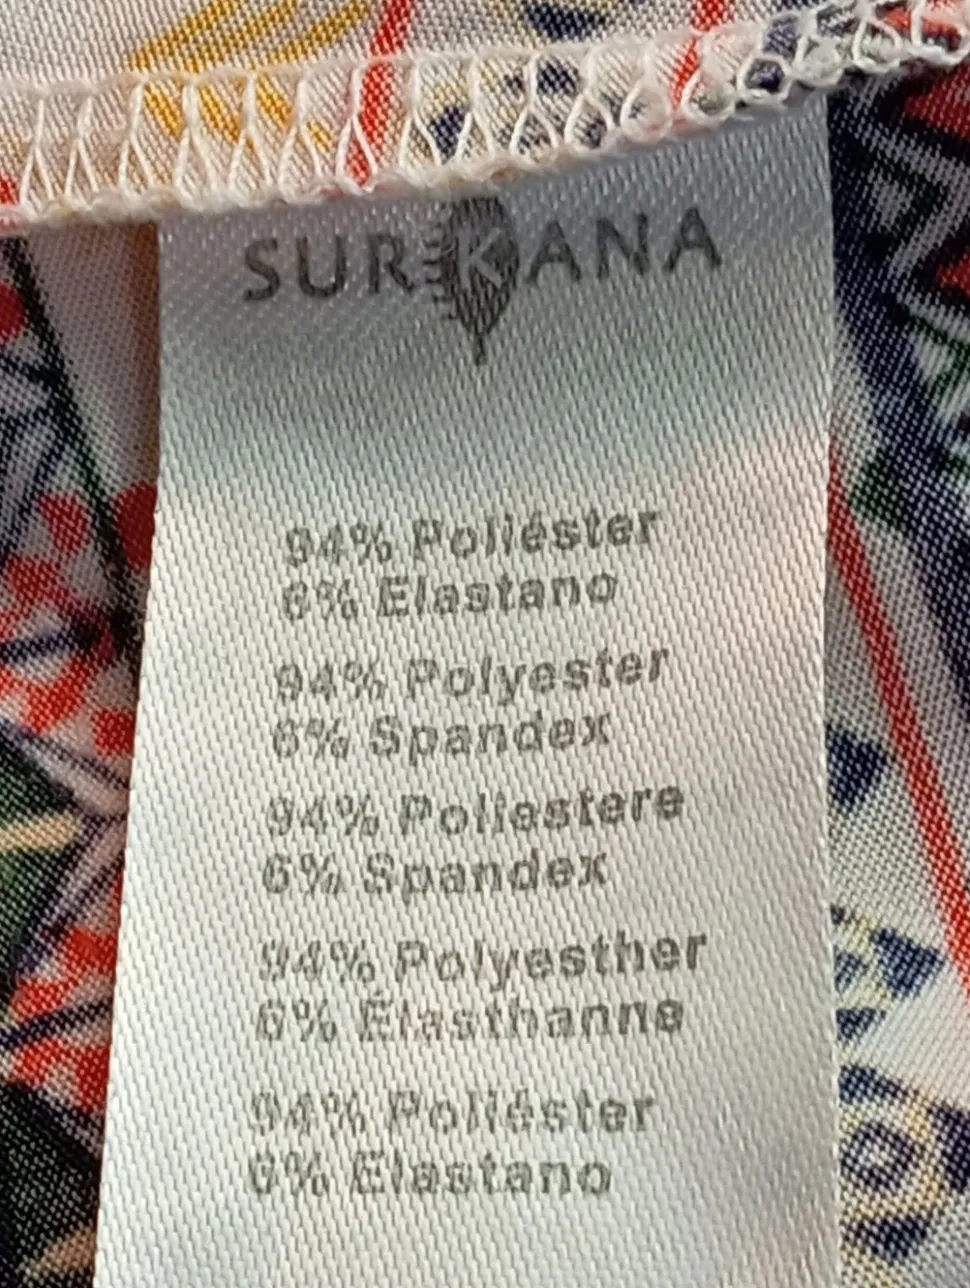 SURKANA
94% Poliéster
6% Elastano
94% Polyester
6% Spandex
94% Poliestere
6% Spandex
94% Polyesther
6% Élasthanne
94% Poliéster
6% Elastano